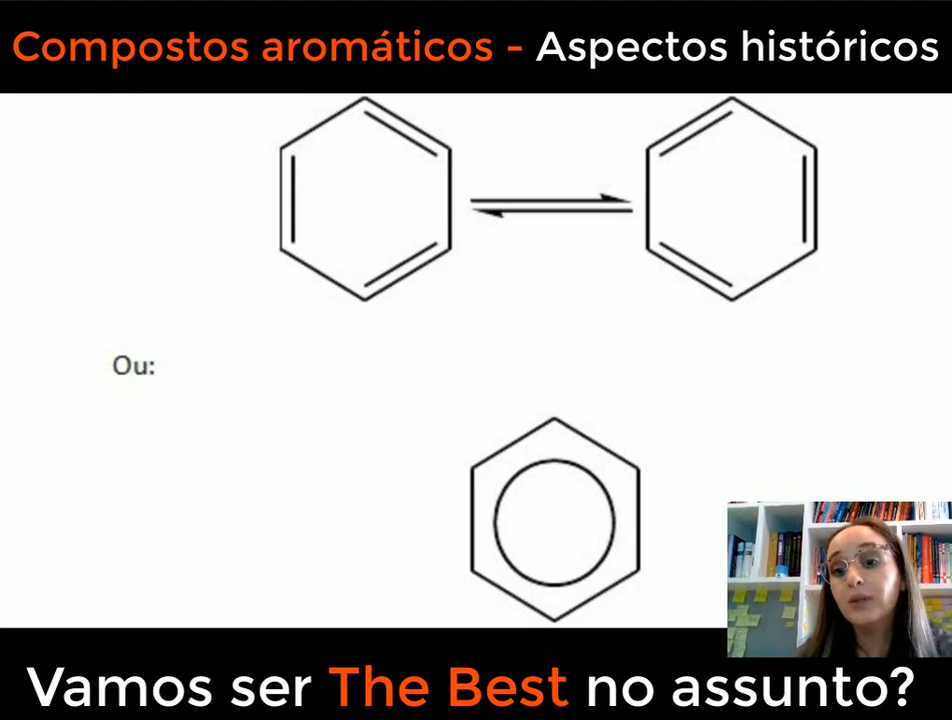 Compostos aromáticos - Aspectos históricos
Ou:
Vamos ser The Best no assunto?